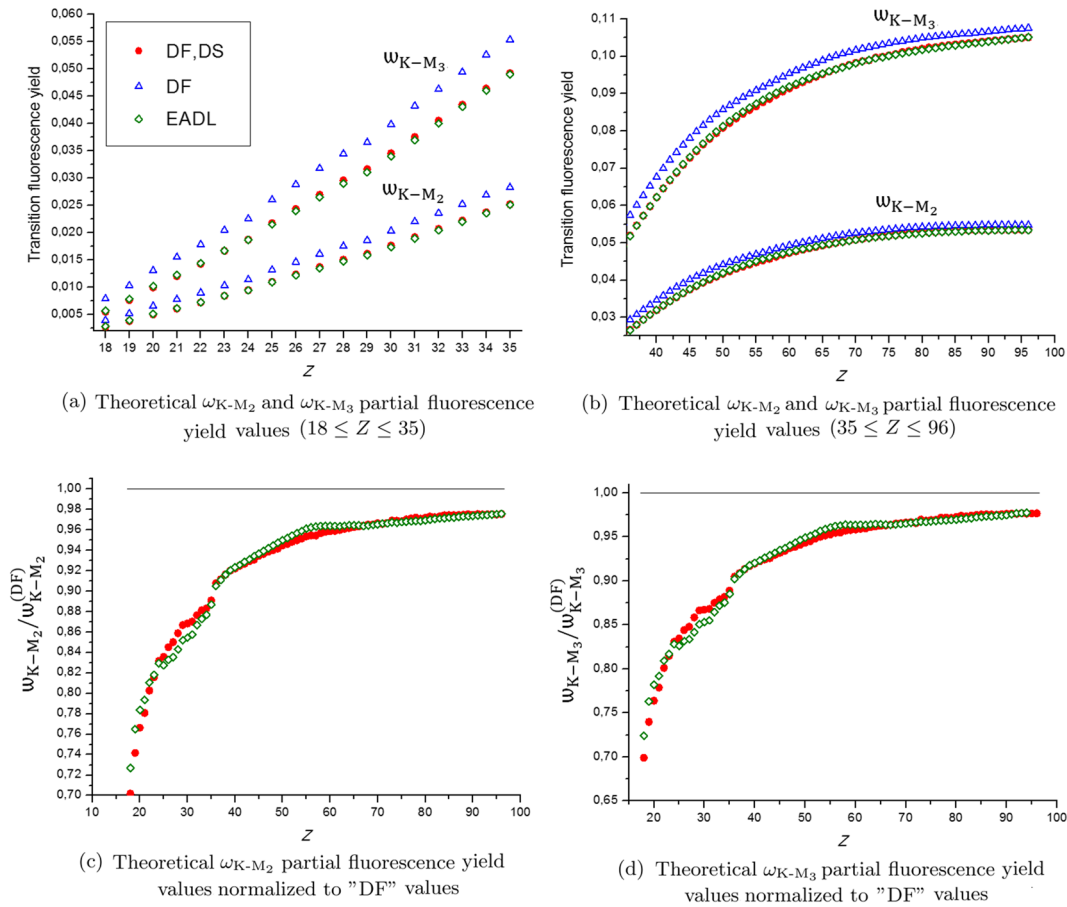 0,060
0,055
0,050
0,045
0,040
0,035
0,030
0,025
0,020
0,015
0,010
0,005
Transition fluorescence yield
DF,DS
DF
EADL
ωK−M3
ωK−M2
18 19 20 21 22 23 24 25 26 27 28 29 30 31 32 33 34 35
Z
(a) Theoretical ωK-M2 and ωK-M3 partial fluorescence
yield values (18 ≤ Z ≤ 35)
0,11
0,10
0,09
0,08
0,07
0,06
0,05
0,04
0,03
Transition fluorescence yield
ωK−M3
ωK−M2
40 45 50 55 60 65 70 75 80 85 90 95 100
Z
(b) Theoretical ωK-M2 and ωK-M3 partial fluorescence
yield values (35 ≤ Z ≤ 96)
1,00
0,98
0,96
0,94
0,92
0,90
0,88
0,86
0,84
0,82
0,80
0,78
0,76
0,74
0,72
0,70
ωK−M2/ω(DF)K−M2
10 20 30 40 50 60 70 80 90 100
Z
(c) Theoretical ωK-M2 partial fluorescence yield
values normalized to ”DF” values
1,00
0,95
0,90
0,85
0,80
0,75
0,70
0,65
ωK−M3/ω(DF)K−M3
20 30 40 50 60 70 80 90 100
Z
(d) Theoretical ωK-M3 partial fluorescence yield
values normalized to ”DF” values